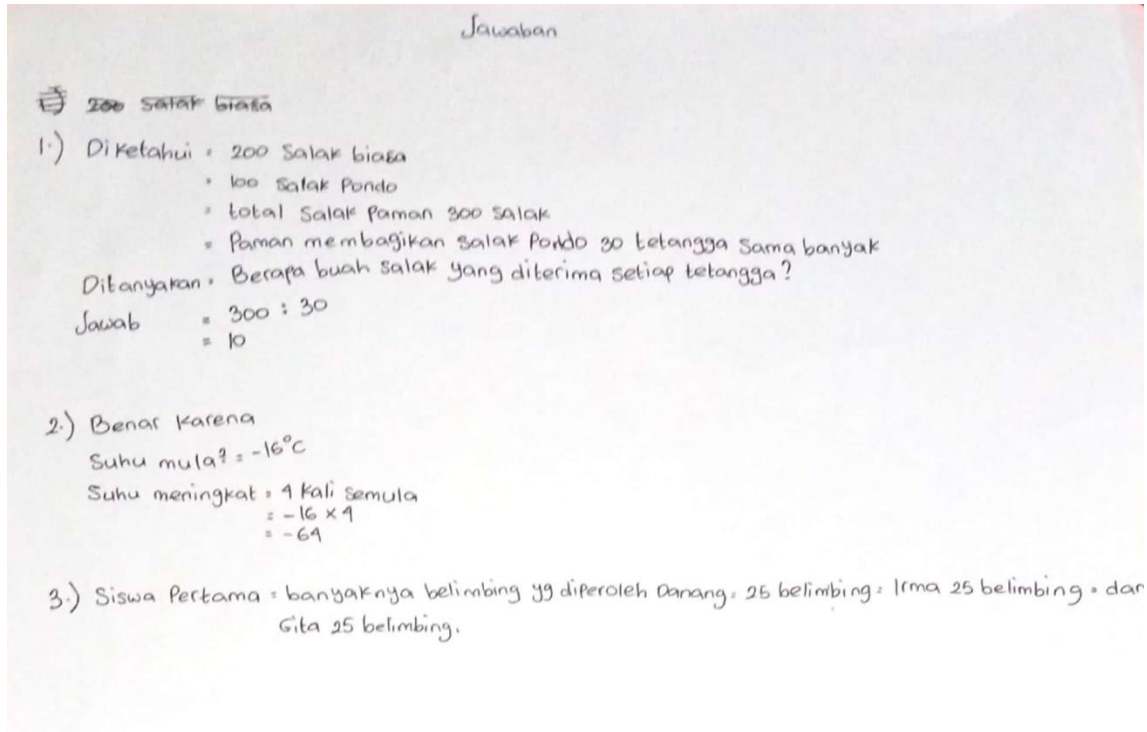 Jawaban
200 salak biasa
1.) Diketahui = 200 Salak biasa
= 100 Salak Pondo
= total Salak Paman 300 salak
= Paman membagikan salak Pondo 30 tetangga sama banyak
Ditanyakan = Berapa buah salak yang diterima setiap tetangga?
Jawab = 300 : 30
= 10
2.) Benar karena
Suhu mula² = -16°C
Suhu meningkat = 4 kali semula
= -16 × 4
= -64
3.) Siswa Pertama = banyaknya belimbing yg diperoleh Danang = 25 belimbing = Irma 25 belimbing = dan
Gita 25 belimbing.